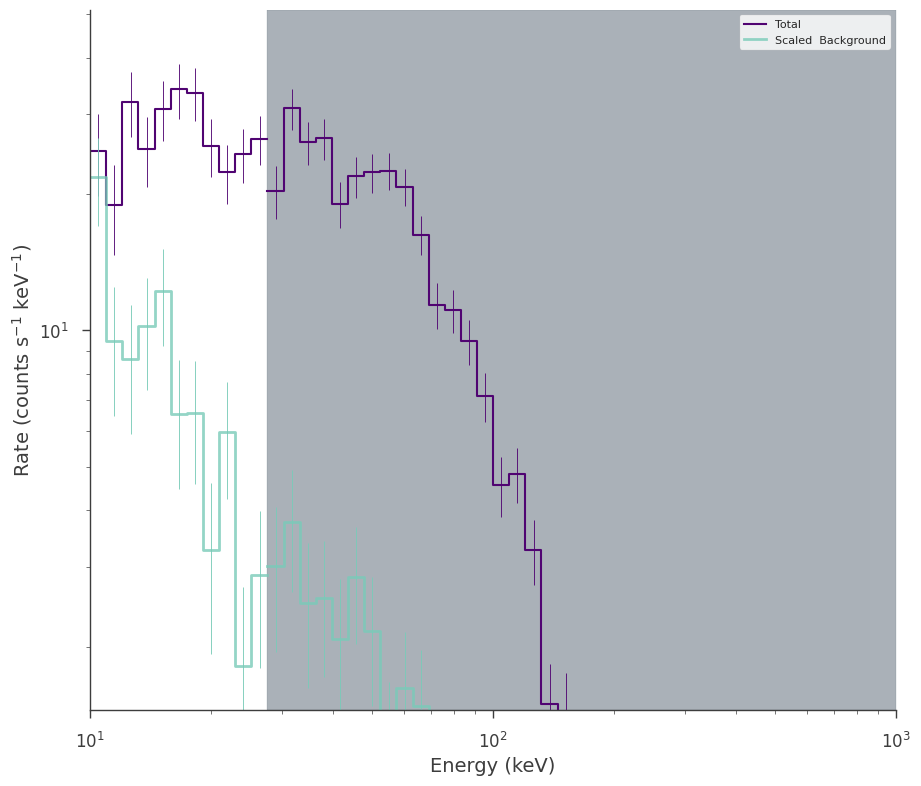 Total
Scaled  Background
Rate (counts s⁻¹ keV⁻¹)
10¹
10¹
10²
10³
Energy (keV)